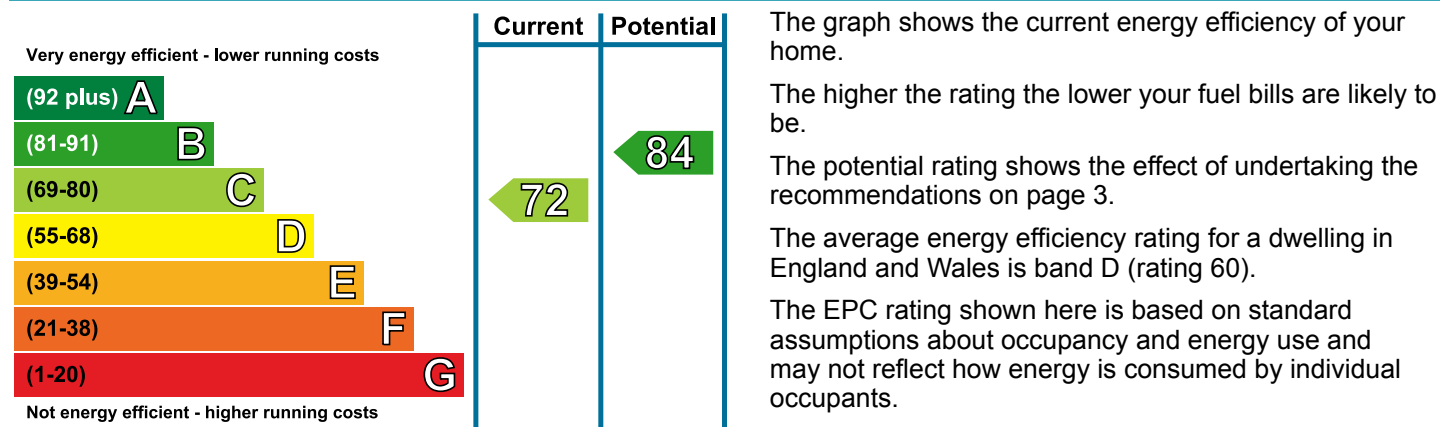 Current
Potential
Very energy efficient - lower running costs
(92 plus) A
(81-91) B
(69-80) C
(55-68) D
(39-54) E
(21-38) F
(1-20) G
Not energy efficient - higher running costs
72
84
The graph shows the current energy efficiency of your
home.
The higher the rating the lower your fuel bills are likely to
be.
The potential rating shows the effect of undertaking the
recommendations on page 3.
The average energy efficiency rating for a dwelling in
England and Wales is band D (rating 60).
The EPC rating shown here is based on standard
assumptions about occupancy and energy use and
may not reflect how energy is consumed by individual
occupants.